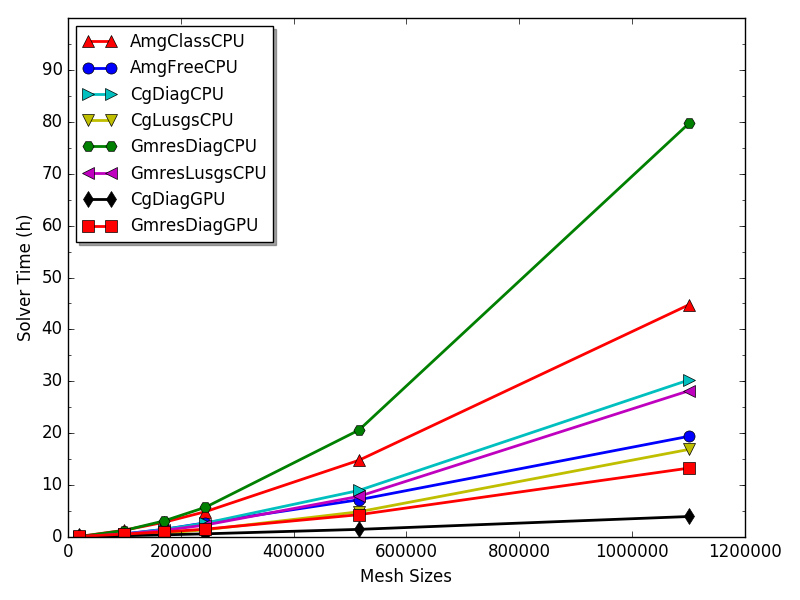 AmgClassCPU
AmgFreeCPU
CgDiagCPU
CgLusgsCPU
GmresDiagCPU
GmresLusgsCPU
CgDiagGPU
GmresDiagGPU
Solver Time (h)
90
80
70
60
50
40
30
20
10
0
0 200000 400000 600000 800000 1000000 1200000
Mesh Sizes